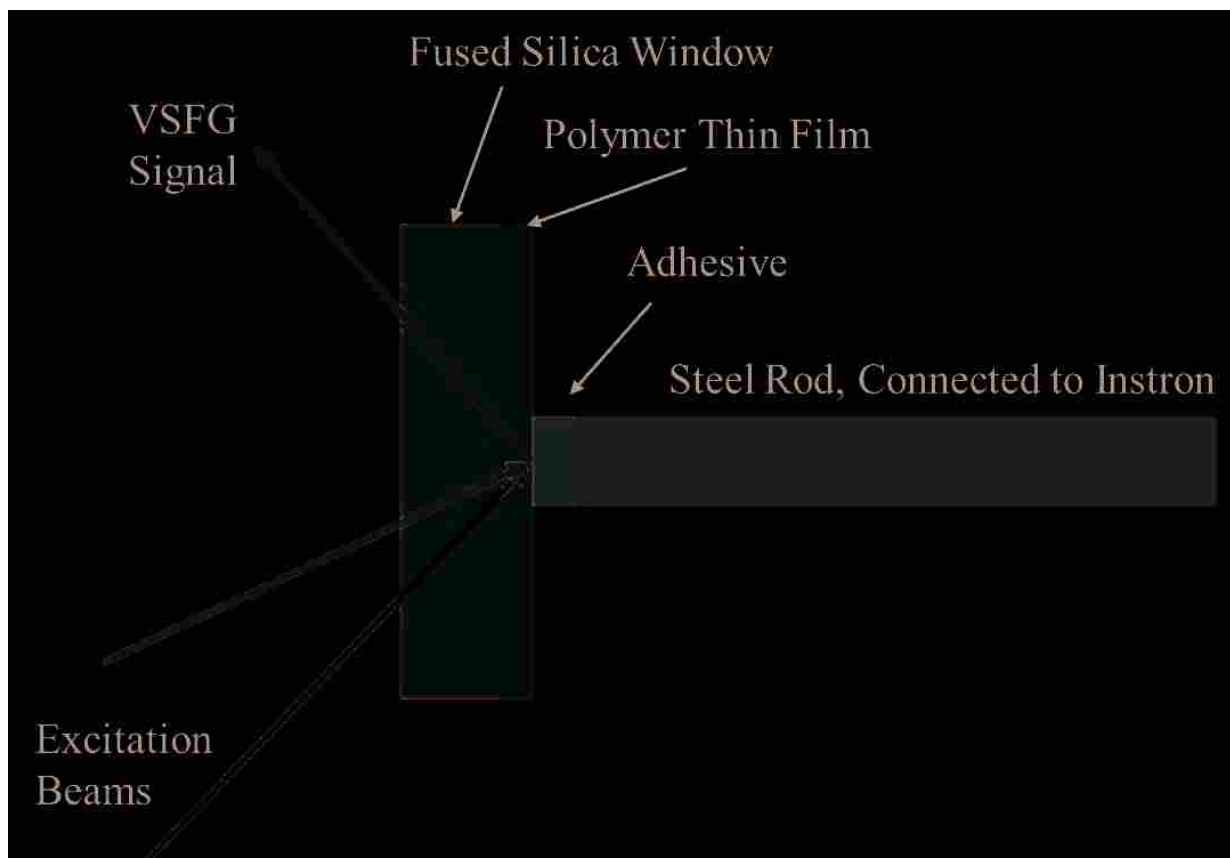 Fused Silica Window
VSFG
Signal
Polymer Thin Film
Adhesive
Steel Rod, Connected to Instron
Excitation
Beams